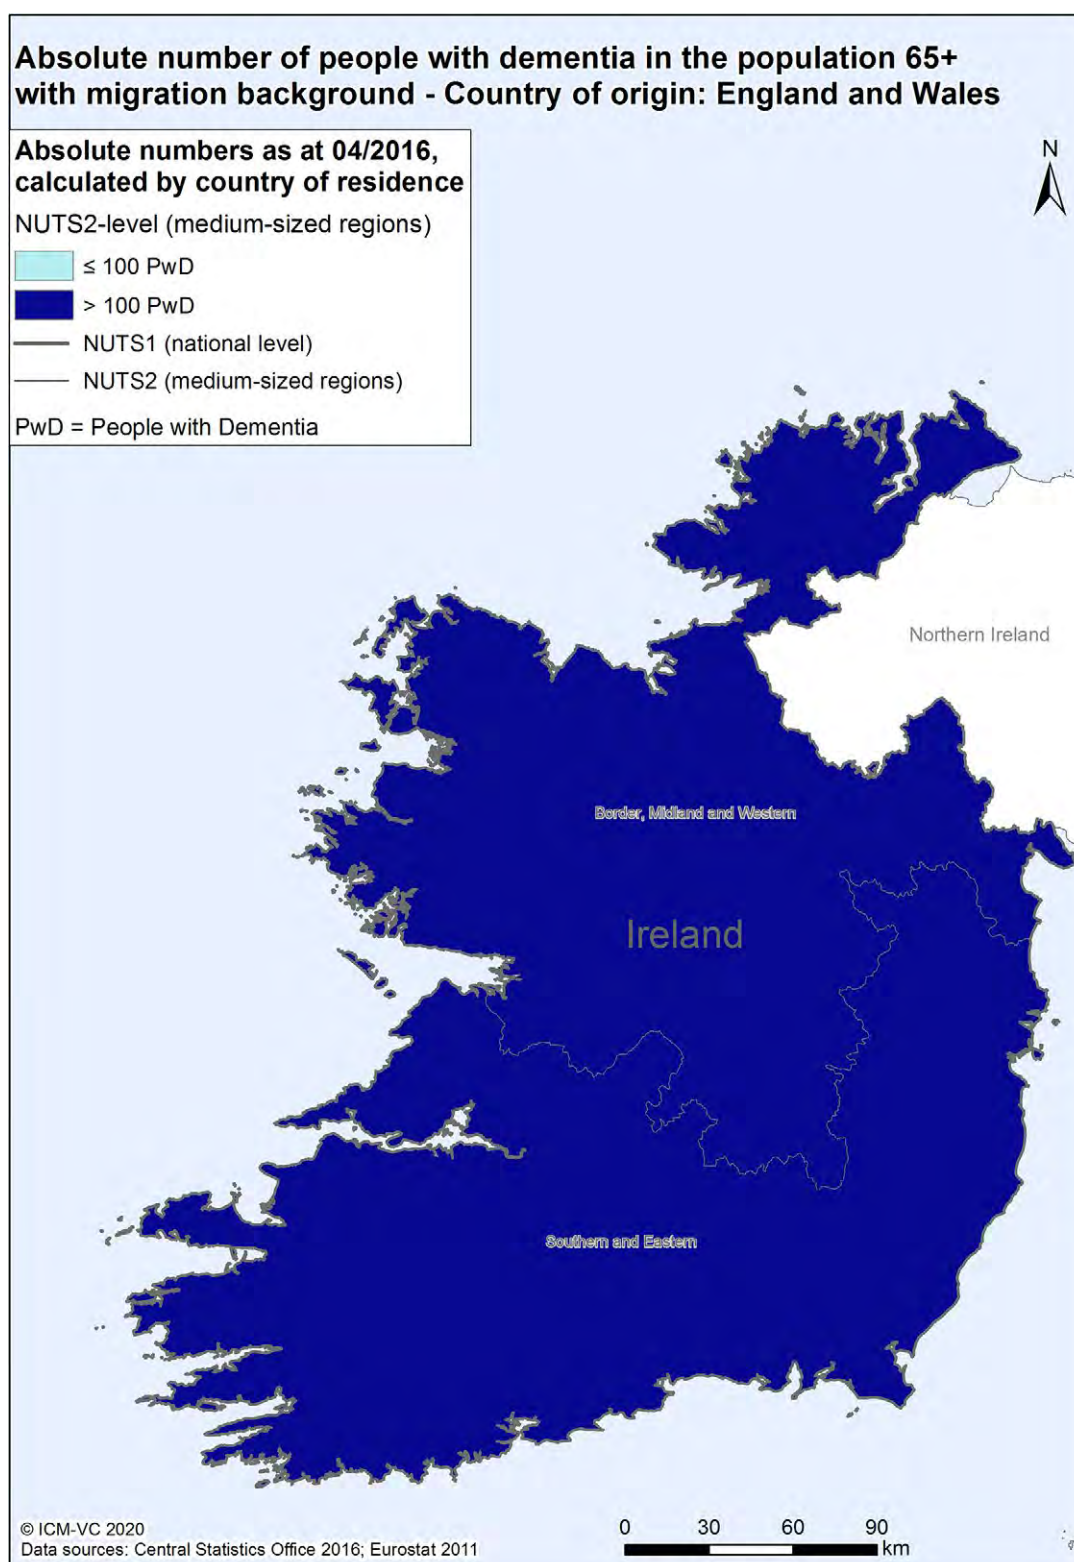 Absolute number of people with dementia in the population 65+
with migration background - Country of origin: England and Wales
Absolute numbers as at 04/2016,
calculated by country of residence
NUTS2-level (medium-sized regions)
≤ 100 PwD
> 100 PwD
NUTS1 (national level)
NUTS2 (medium-sized regions)
PwD = People with Dementia
N
Northern Ireland
Border, Midland and Western
Ireland
Southern and Eastern
© ICM-VC 2020
Data sources: Central Statistics Office 2016; Eurostat 2011
0 30 60 90
km